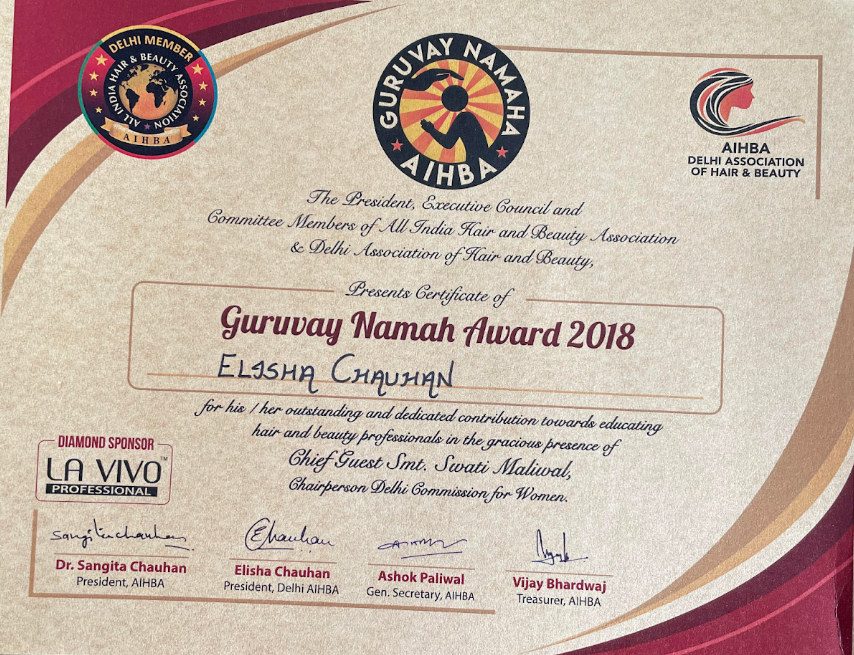 DELHI MEMBER
ALL INDIA HAIR & BEAUTY ASSOCIATION
AIHBA
GURUVAY NAMAHA
AIHBA
AIHBA
DELHI ASSOCIATION
OF HAIR & BEAUTY
The President, Executive Council and
Committee Members of All India Hair and Beauty Association
& Delhi Association of Hair and Beauty,
Presents Certificate of
Guruvay Namah Award 2018
ELISHA CHAUHAN
for his / her outstanding and dedicated contribution towards educating
hair and beauty professionals in the gracious presence of
Chief Guest Smt. Swati Maliwal,
Chairperson Delhi Commission for Women.
DIAMOND SPONSOR
LA VIVO™
PROFESSIONAL
Sangita Chauhan
EChauhan
Dr. Sangita Chauhan
President, AIHBA
Elisha Chauhan
President, Delhi AIHBA
Ashok Paliwal
Gen. Secretary, AIHBA
Vijay Bhardwaj
Treasurer, AIHBA